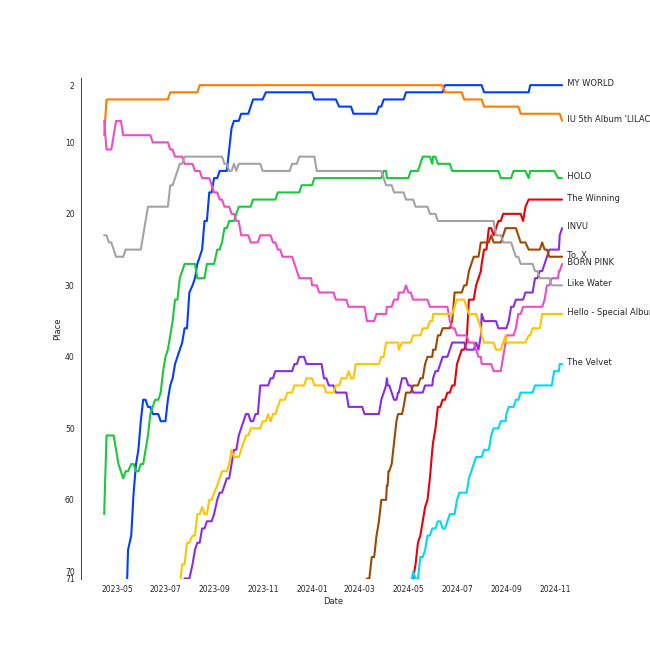 2
MY WORLD
IU 5th Album 'LILAC
10
HOLO
The Winning
20
INVU
To. X
BORN PINK
30
Like Water
Hello - Special Albu
Place
40
The Velvet
50
60
70
71
2023-05 2023-07 2023-09 2023-11 2024-01 2024-03 2024-05 2024-07 2024-09 2024-11
Date